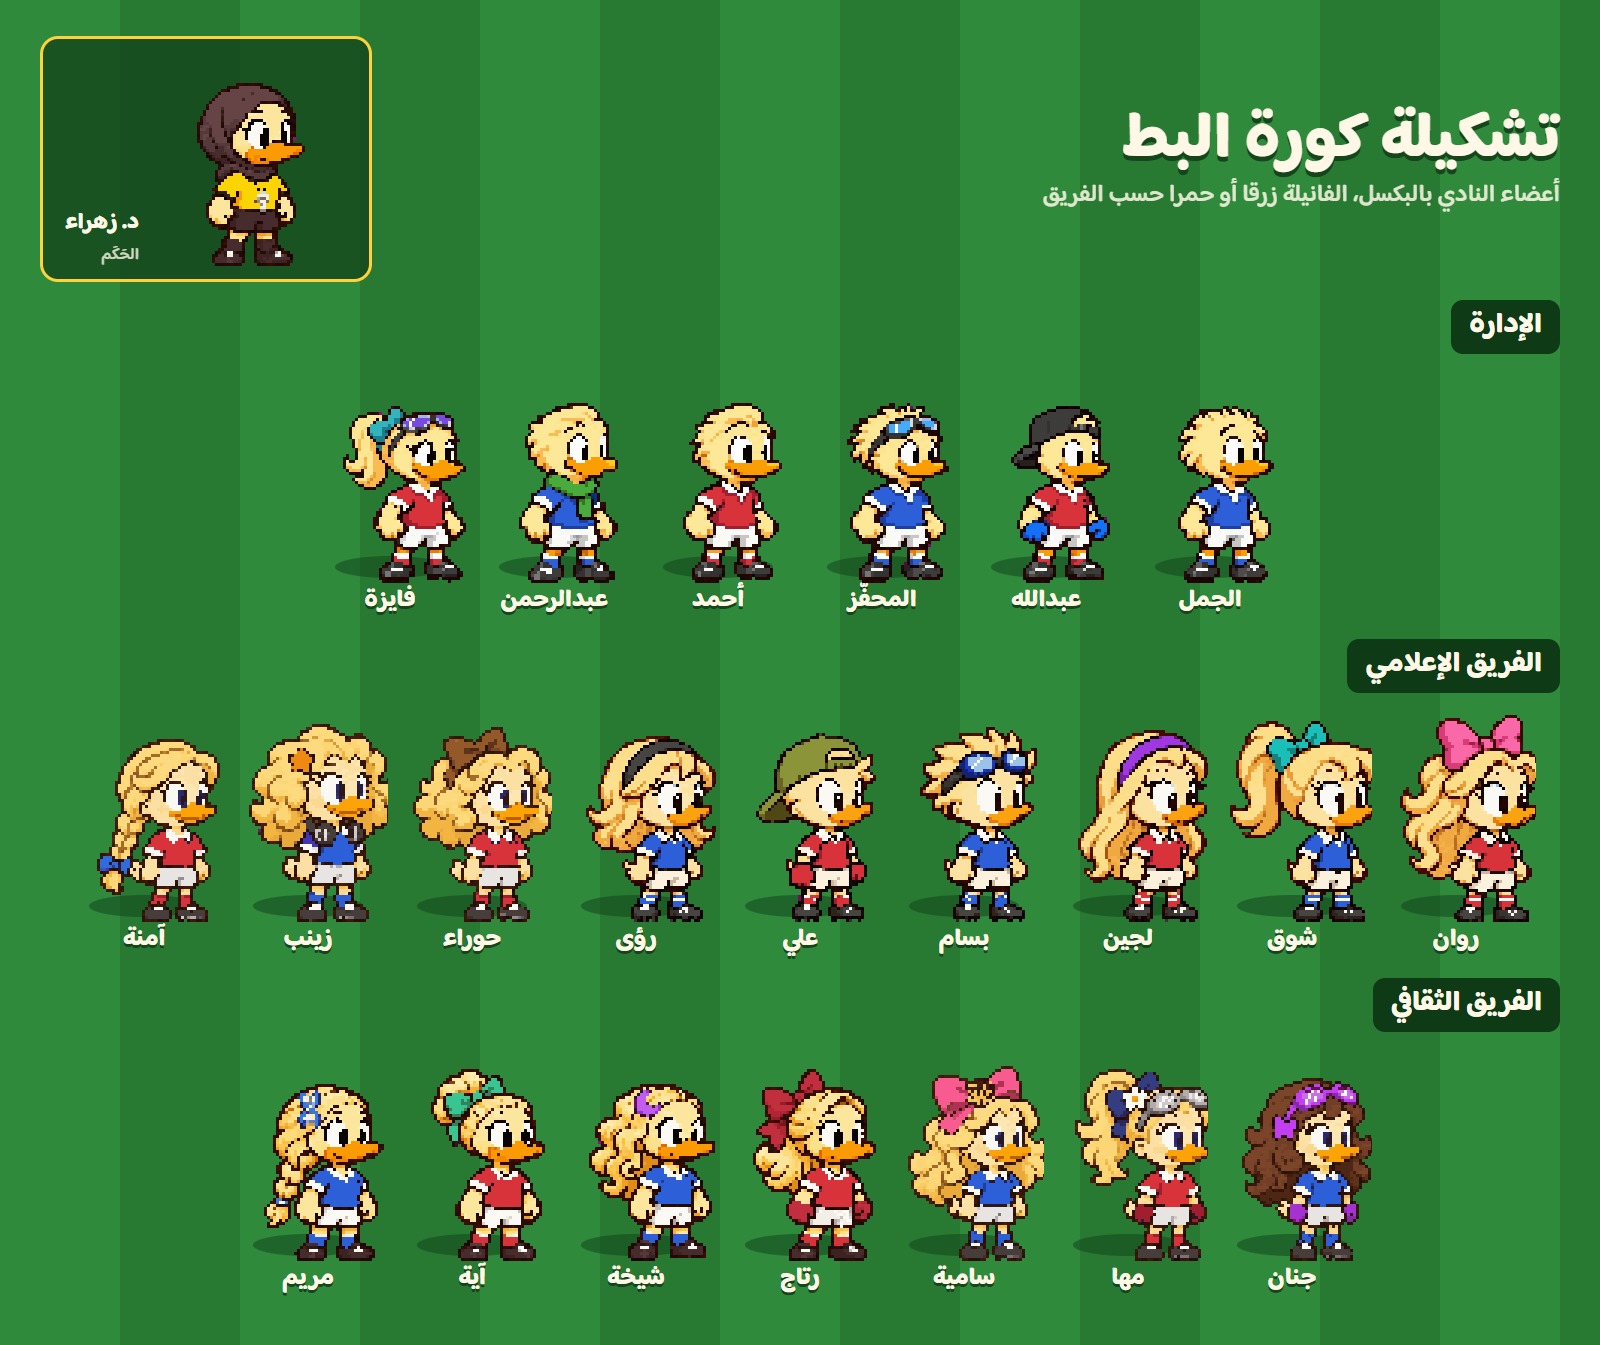 تشكيلة كورة البط
أعضاء النادي بالبكسل، الفانيلة زرقا أو حمرا حسب الفريق
د. زهراء
الحَكَم
الإدارة
الجمل
عبدالله
المحفّز
أحمد
عبدالرحمن
فايزة
الفريق الإعلامي
روان
شوق
لجين
بسام
علي
رؤى
حوراء
زينب
آمنة
الفريق الثقافي
جنان
مها
سامية
رتاج
شيخة
آية
مريم